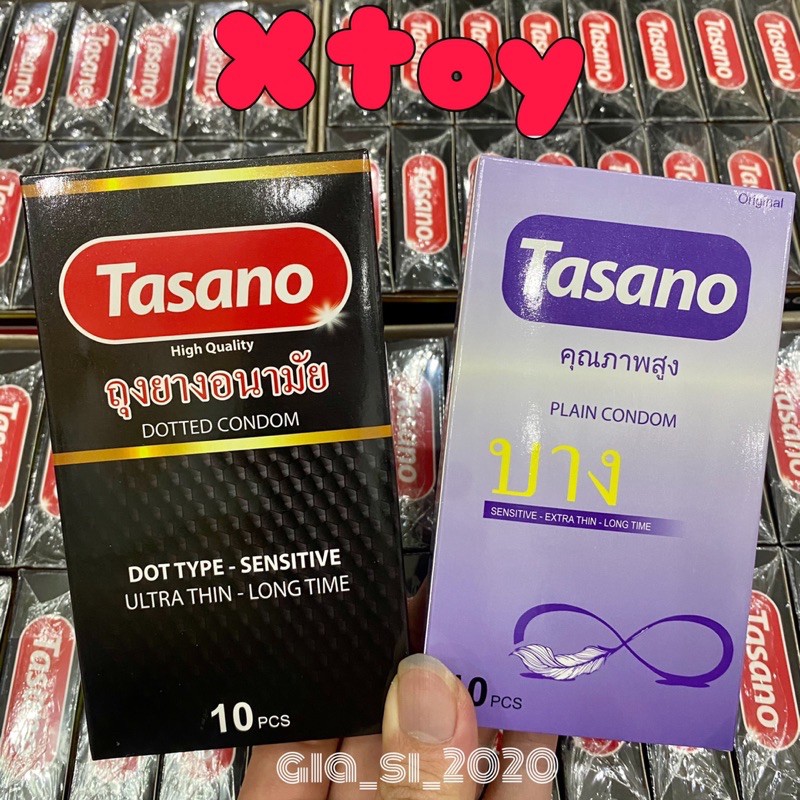 Xtoy
Tasano
High Quality
ถุงยางอนามัย
DOTTED CONDOM
DOT TYPE - SENSITIVE
ULTRA THIN - LONG TIME
10 PCS
Original
Tasano
คุณภาพสูง
PLAIN CONDOM
บาง
SENSITIVE - EXTRA THIN - LONG TIME
10 PCS
GIA_SI_2020